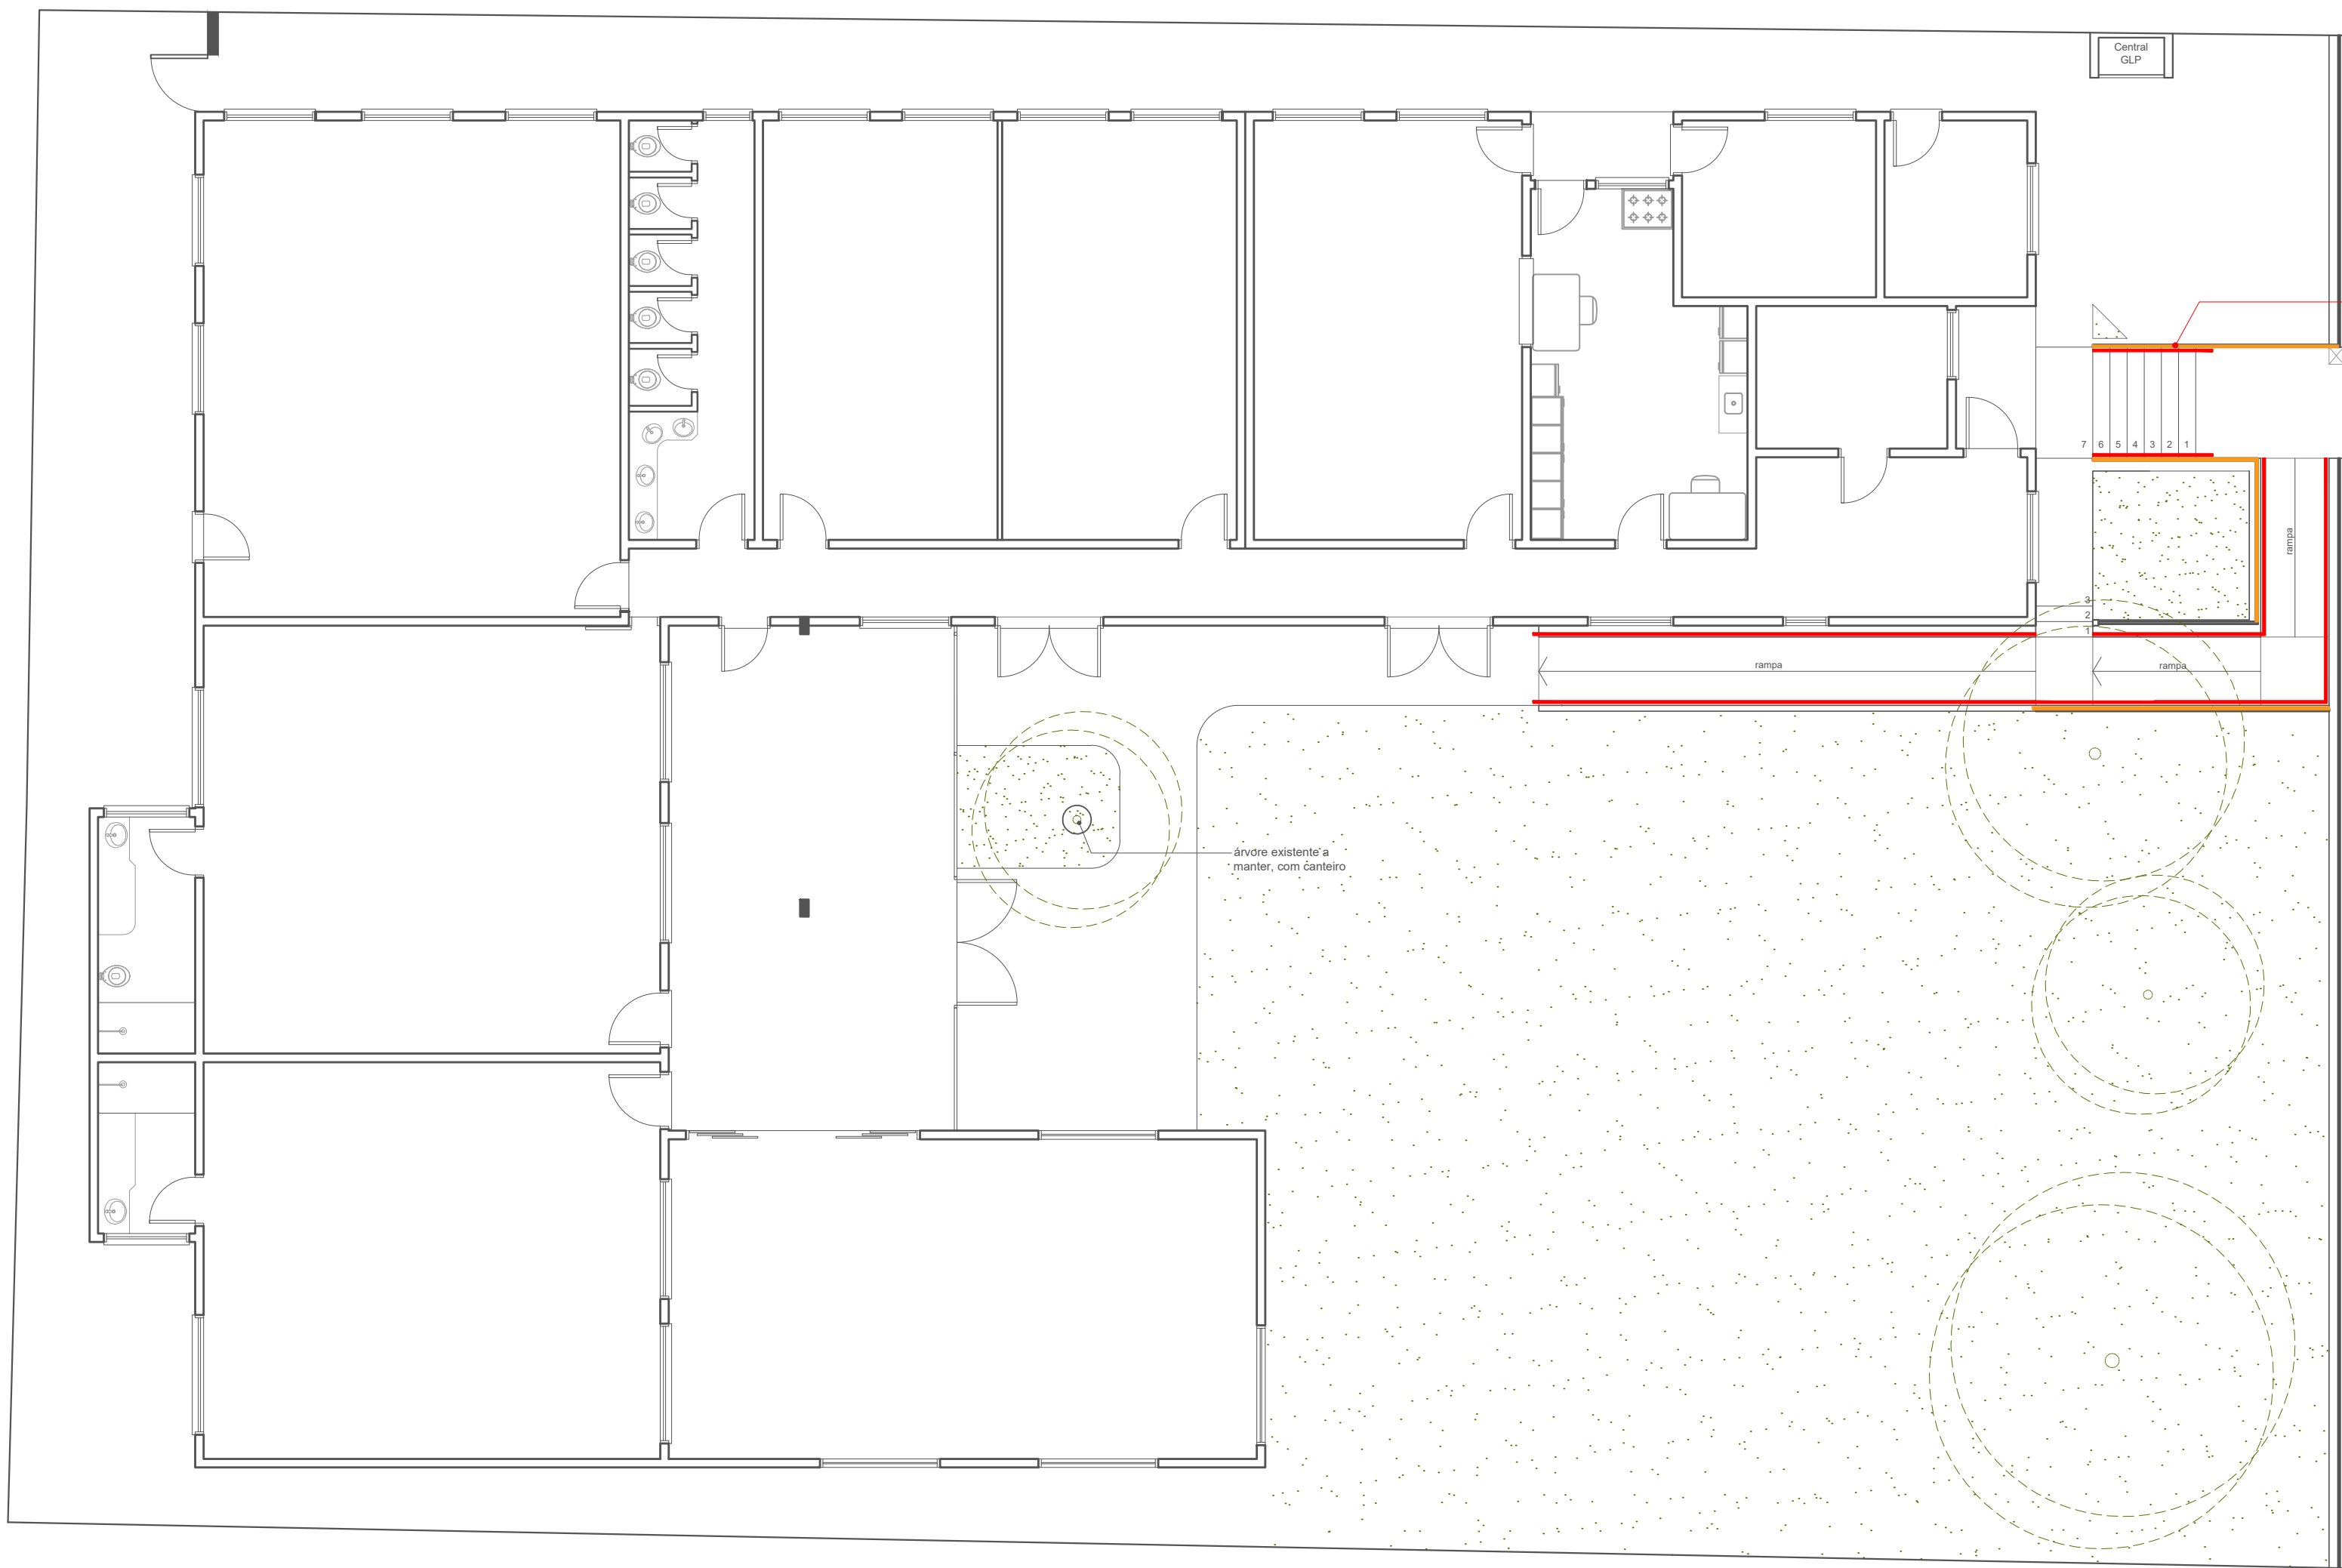 Central
GLP
7 6 5 4 3 2 1
rampa
3
2
1
rampa
rampa
árvore existente a
manter, com canteiro